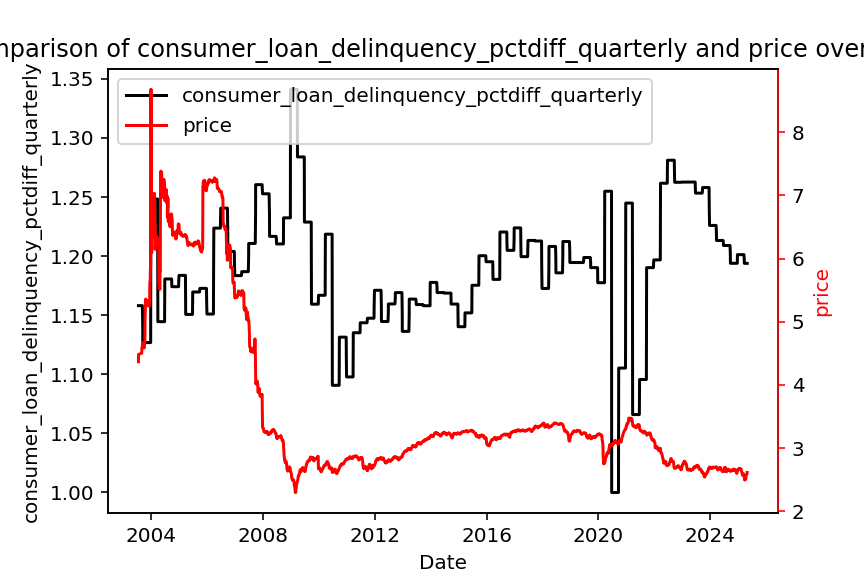 mparison of consumer_loan_delinquency_pctdiff_quarterly and price over
consumer_loan_delinquency_pctdiff_quarterly
price
1.35
1.30
1.25
1.20
1.15
1.10
1.05
1.00
consumer_loan_delinquency_pctdiff_quarterly
8
7
6
5
4
3
2
price
2004 2008 2012 2016 2020 2024
Date